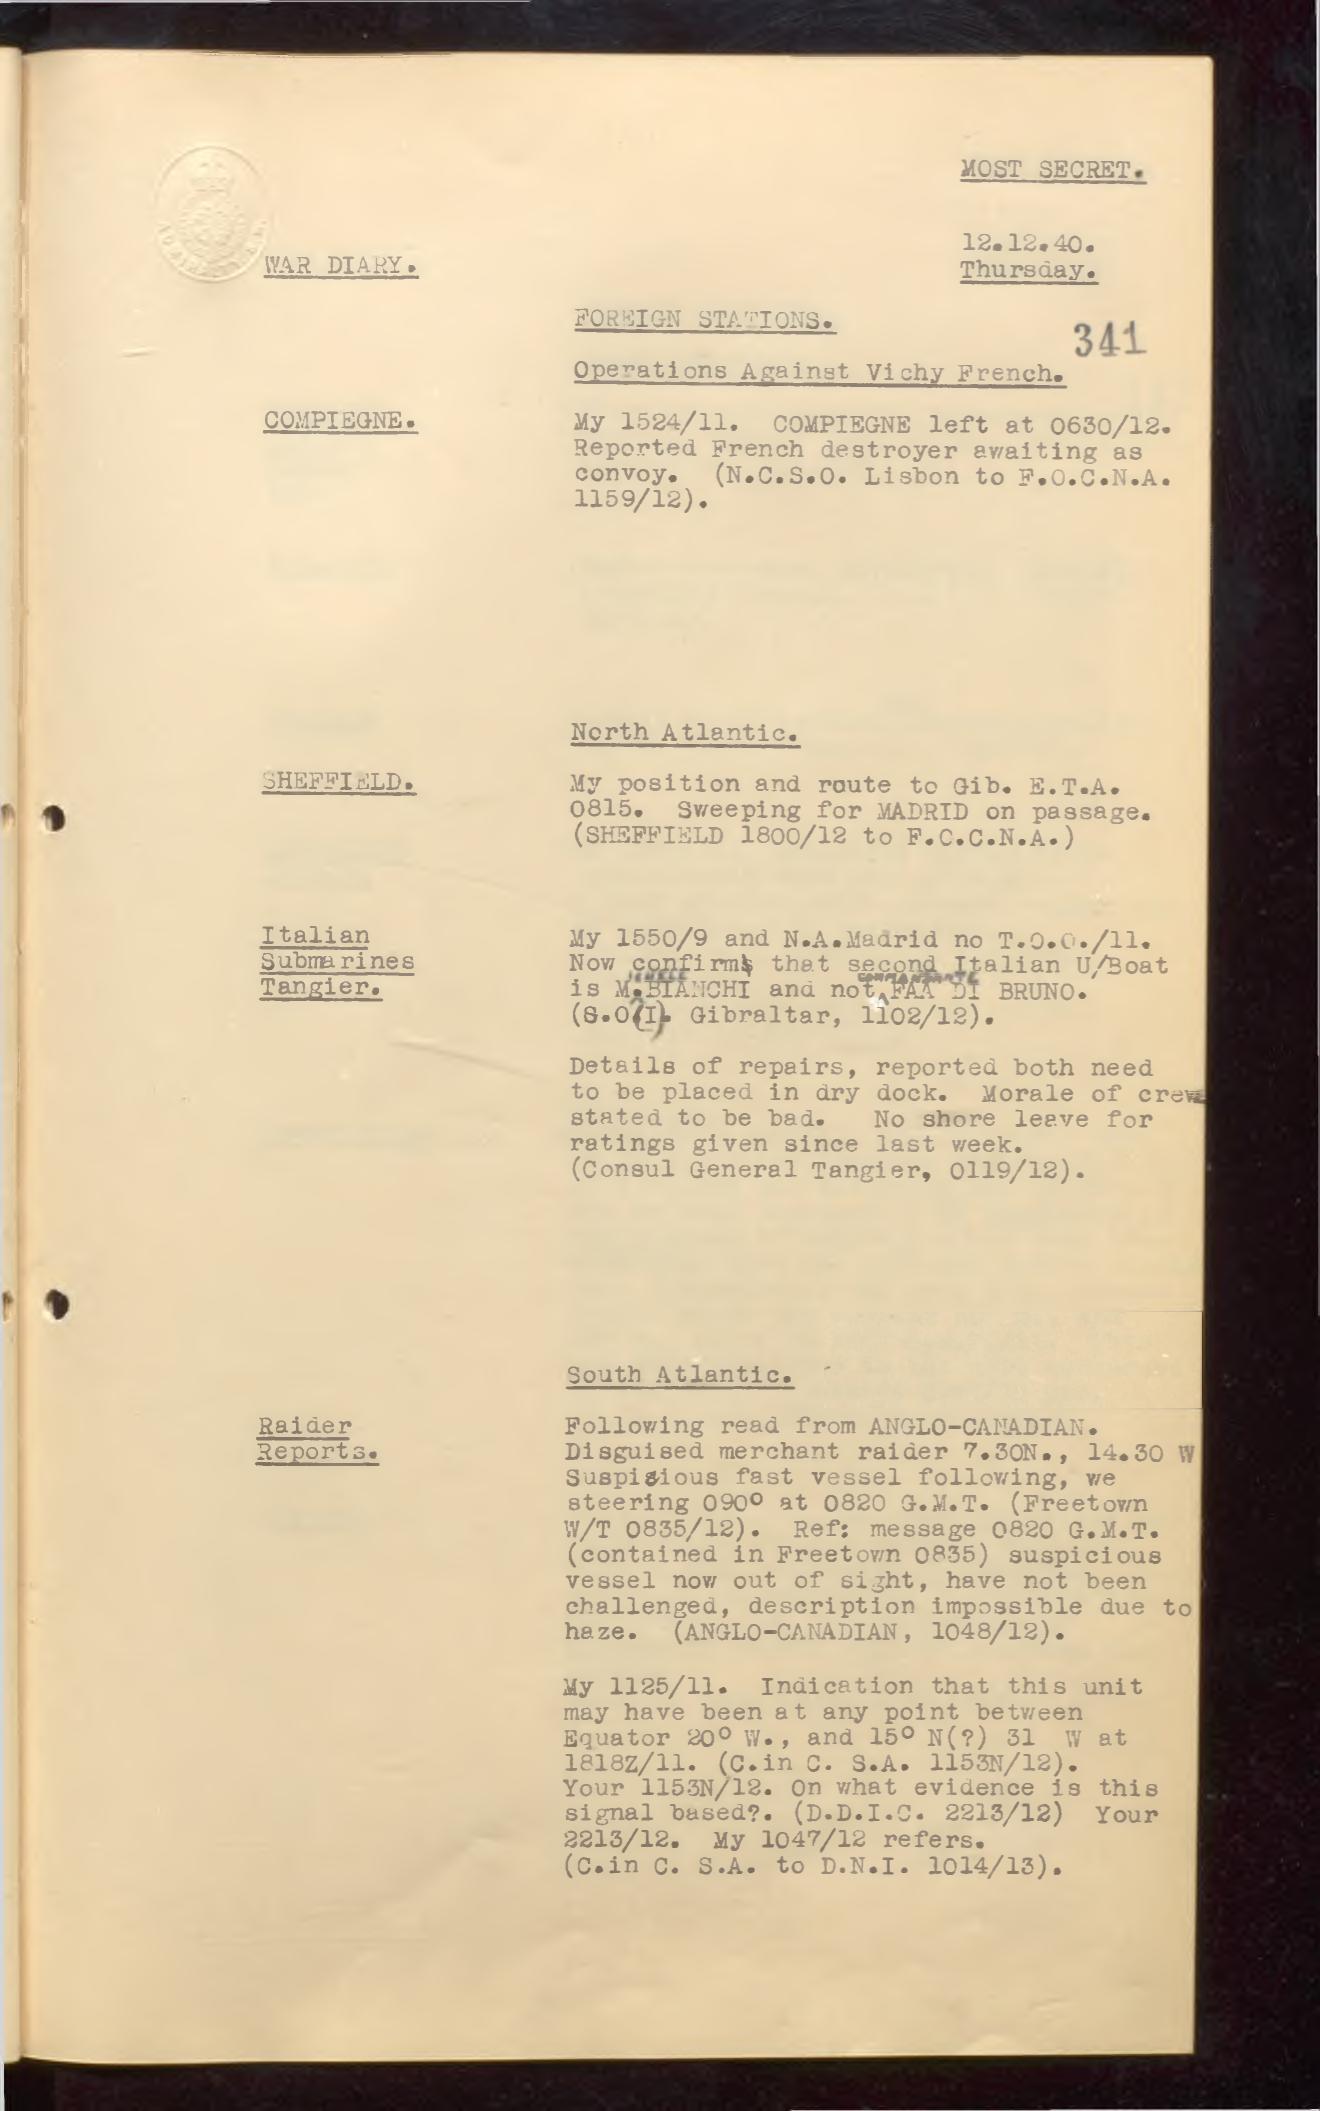 MOST SECRET.
12.12.40.
Thursday.
WAR DIARY.
FOREIGN STATIONS.
341
Operations Against Vichy French.
COMPIEGNE.
My 1524/11. COMPIEGNE left at 0630/12.
Reported French destroyer awaiting as
convoy. (N.C.S.O. Lisbon to F.O.C.N.A.
1159/12).
North Atlantic.
SHEFFIELD.
My position and route to Gib. E.T.A.
0815. Sweeping for MADRID on passage.
(SHEFFIELD 1800/12 to F.C.C.N.A.)
Italian
Submarines
Tangier.
My 1550/9 and N.A.Madrid no T.O.O./11.
Now confirms that second Italian U/Boat
COMMANDANTE
is M.BIANCHI and not FAA DI BRUNO.
(S.O(I). Gibraltar, 1102/12).
Details of repairs, reported both need
to be placed in dry dock. Morale of crew
stated to be bad. No shore leave for
ratings given since last week.
(Consul General Tangier, 0119/12).
South Atlantic.
Raider
Reports.
Following read from ANGLO-CANADIAN.
Disguised merchant raider 7.30N., 14.30 W
Suspisious fast vessel following, we
steering 090° at 0820 G.M.T. (Freetown
W/T 0835/12). Ref: message 0820 G.M.T.
(contained in Freetown 0835) suspicious
vessel now out of sight, have not been
challenged, description impossible due to
haze. (ANGLO-CANADIAN, 1048/12).
My 1125/11. Indication that this unit
may have been at any point between
Equator 20° W., and 15° N(?) 31 W at
1818Z/11. (C.in C. S.A. 1153N/12).
Your 1153N/12. On what evidence is this
signal based?. (D.D.I.C. 2213/12) Your
2213/12. My 1047/12 refers.
(C.in C. S.A. to D.N.I. 1014/13).